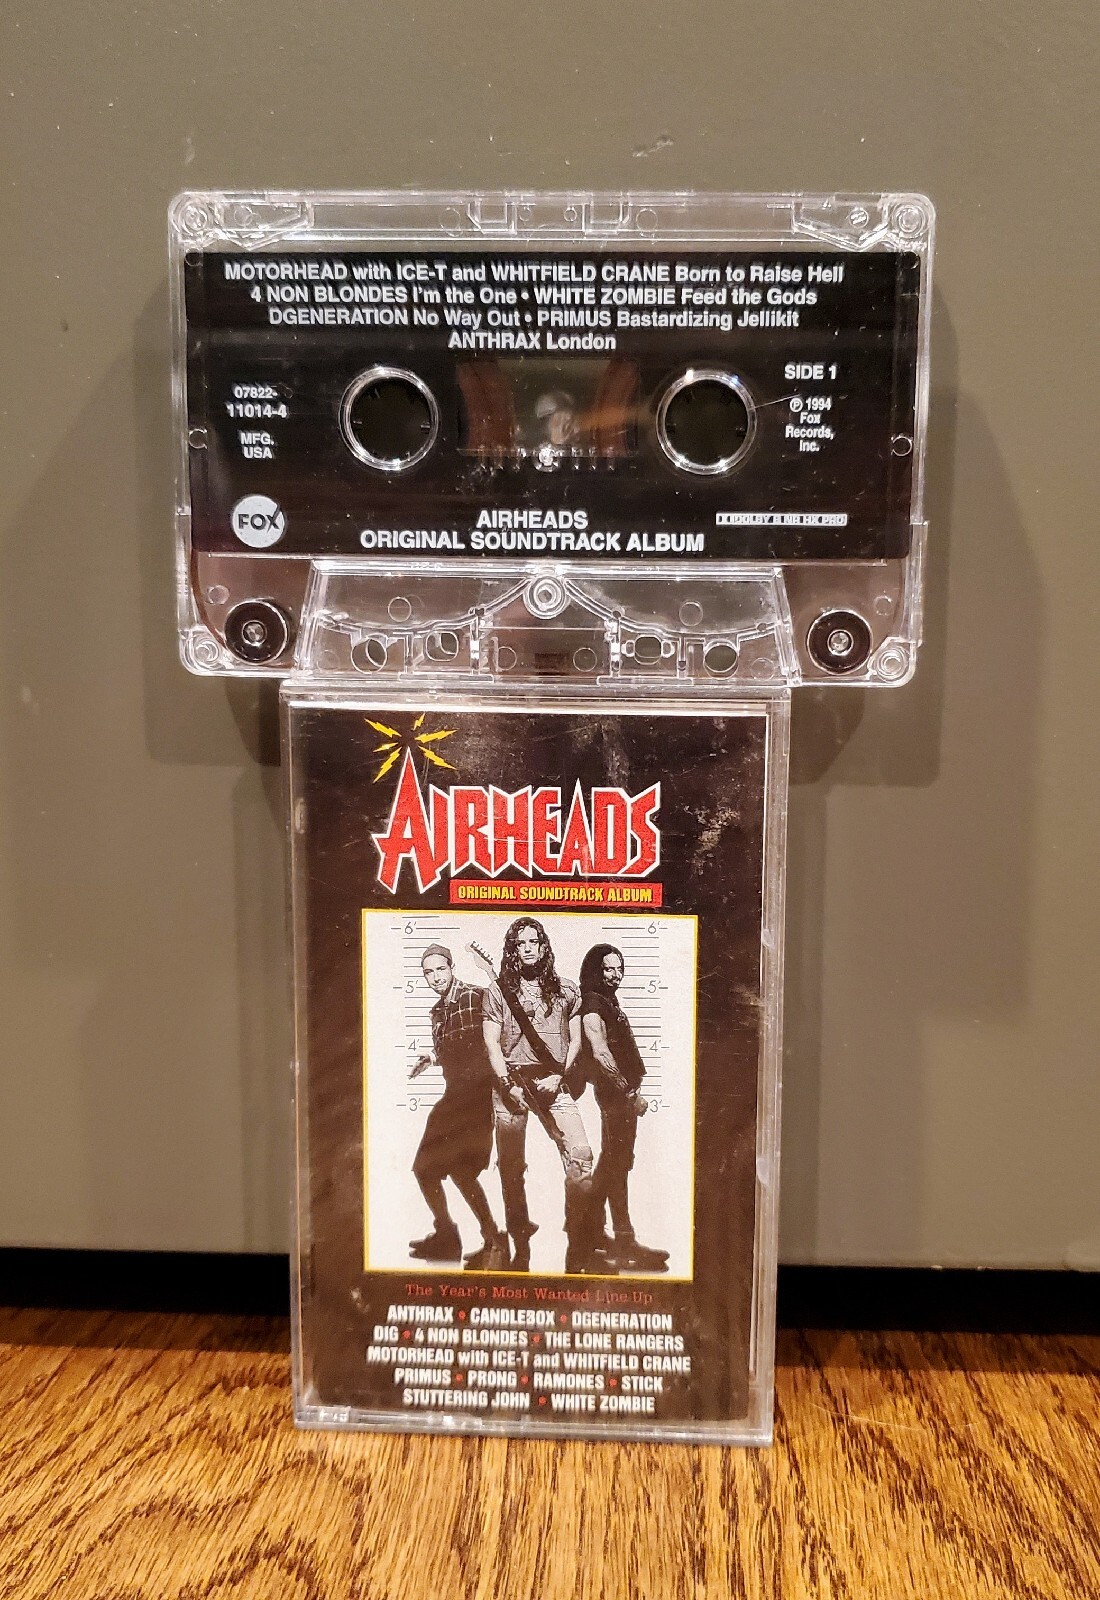 MOTORHEAD with ICE-T and WHITFIELD CRANE Born to Raise Hell
4 NON BLONDES I'm the One • WHITE ZOMBIE Feed the Gods
DGENERATION No Way Out • PRIMUS Bastardizing Jellikit
ANTHRAX London
SIDE 1
07822-
11014-4
MFG.
USA
℗ 1994
Fox
Records,
Inc.
FOX
AIRHEADS
ORIGINAL SOUNDTRACK ALBUM
DOLBY B NR HX PRO
AIRHEADS
ORIGINAL SOUNDTRACK ALBUM
6' 6'
5' 5'
4' 4'
3' 3'
The Year's Most Wanted Line-Up
ANTHRAX • CANDLEBOX • DGENERATION
DIG • 4 NON BLONDES • THE LONE RANGERS
MOTORHEAD with ICE-T and WHITFIELD CRANE
PRIMUS • PRONG • RAMONES • STICK
STUTTERING JOHN • WHITE ZOMBIE